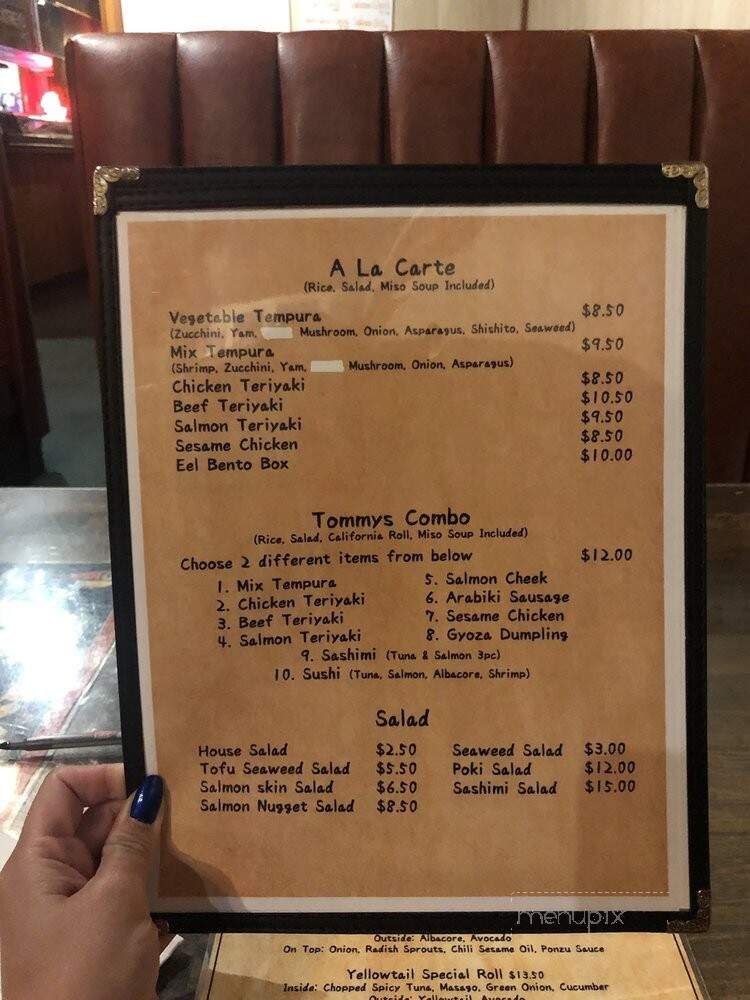 A La Carte
(Rice, Salad, Miso Soup Included)
Vegetable Tempura $8.50
(Zucchini, Yam, Mushroom, Onion, Asparagus, Shishito, Seaweed)
Mix Tempura $9.50
(Shrimp, Zucchini, Yam, Mushroom, Onion, Asparagus)
Chicken Teriyaki $8.50
Beef Teriyaki $10.50
Salmon Teriyaki $9.50
Sesame Chicken $8.50
Eel Bento Box $10.00
Tommys Combo
(Rice, Salad, California Roll, Miso Soup Included)
Choose 2 different items from below $12.00
1. Mix Tempura 5. Salmon Cheek
2. Chicken Teriyaki 6. Arabiki Sausage
3. Beef Teriyaki 7. Sesame Chicken
4. Salmon Teriyaki 8. Gyoza Dumpling
9. Sashimi (Tuna & Salmon 3pc)
10. Sushi (Tuna, Salmon, Albacore, Shrimp)
Salad
House Salad $2.50 Seaweed Salad $3.00
Tofu Seaweed Salad $5.50 Poki Salad $12.00
Salmon skin Salad $6.50 Sashimi Salad $15.00
Salmon Nugget Salad $8.50
menupix
Outside: Albacore, Avocado
On Top: Onion, Radish Sprouts, Chili Sesame Oil, Ponzu Sauce
Yellowtail Special Roll $13.50
Inside: Chopped Spicy Tuna, Masago, Green Onion, Cucumber
Outside: Yellowtail, Avocado